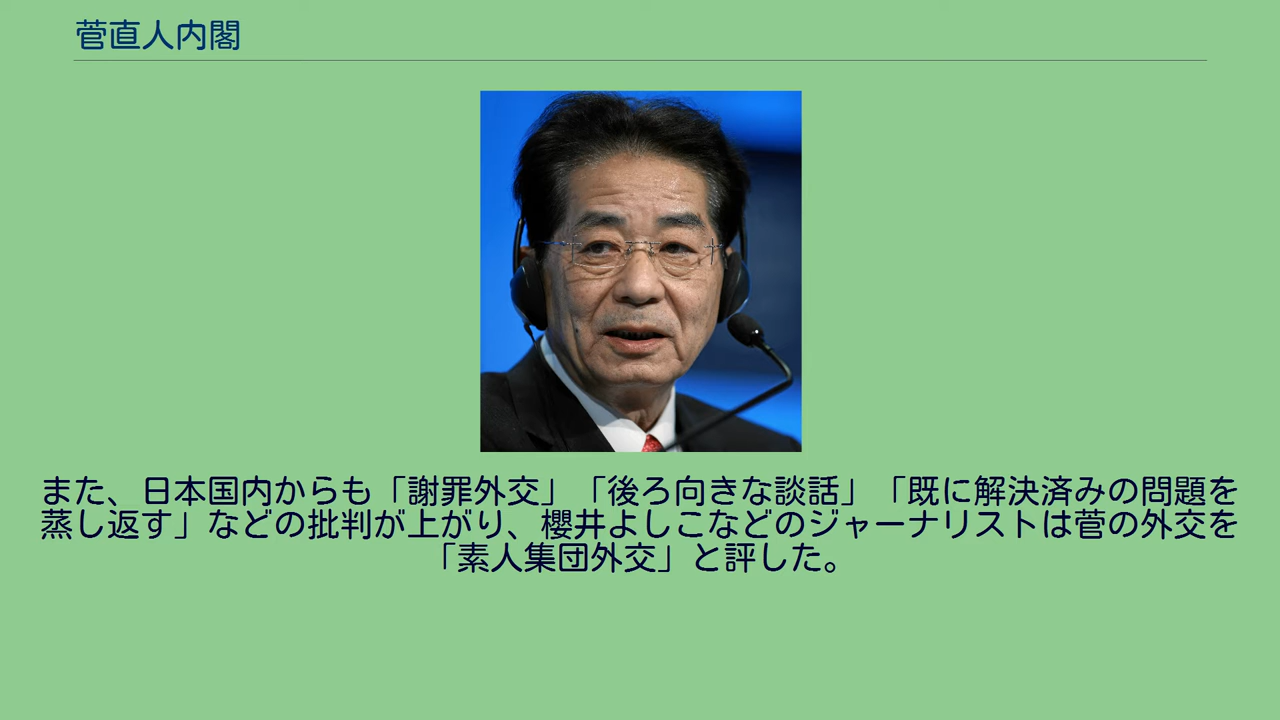 菅直人内閣
また、日本国内からも「謝罪外交」「後ろ向きな談話」「既に解決済みの問題を
蒸し返す」などの批判が上がり、櫻井よしこなどのジャーナリストは菅の外交を
「素人集団外交」と評した。